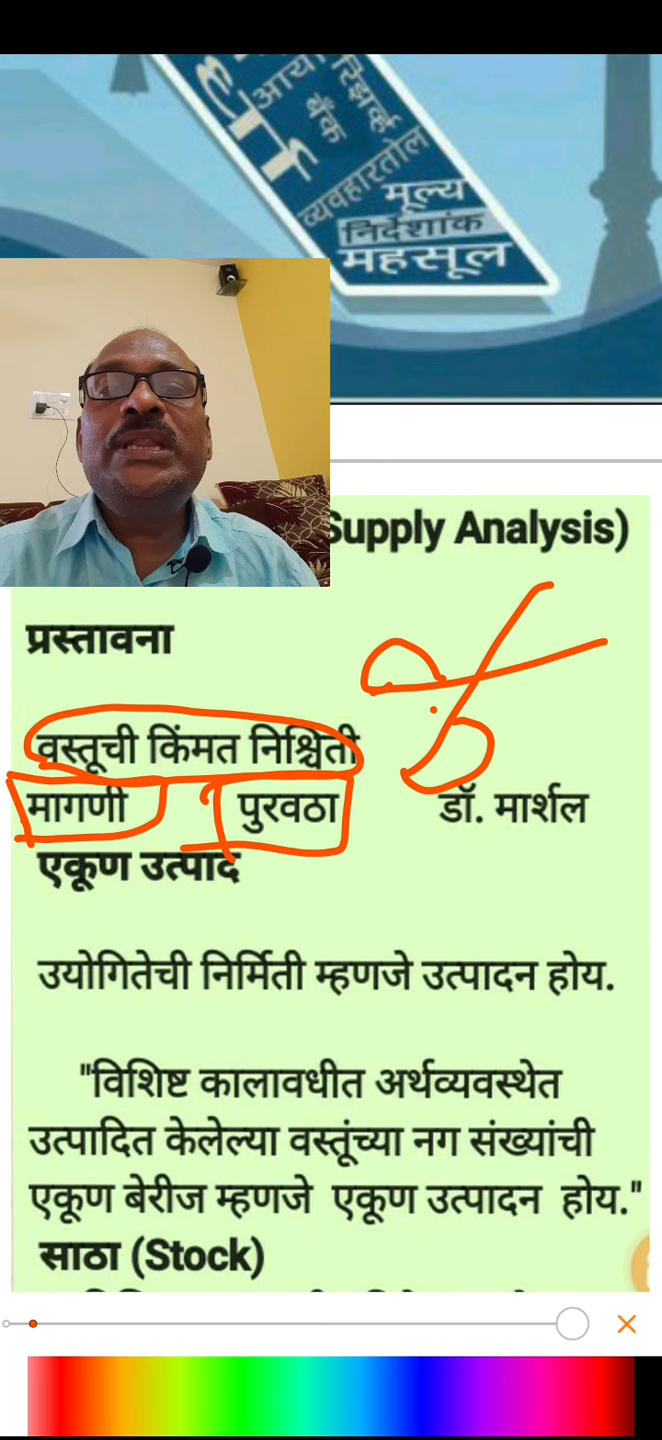 आया
बँक
व्यवहारतोल
मूल्य
निर्देशांक
महसूल
Supply Analysis)
प्रस्तावना
वस्तूची किंमत निश्चिती
मागणी पुरवठा डॉ. मार्शल
एकूण उत्पाद
उयोगितेची निर्मिती म्हणजे उत्पादन होय.
"विशिष्ट कालावधीत अर्थव्यवस्थेत
उत्पादित केलेल्या वस्तूंच्या नग संख्यांची
एकूण बेरीज म्हणजे एकूण उत्पादन होय."
साठा (Stock)